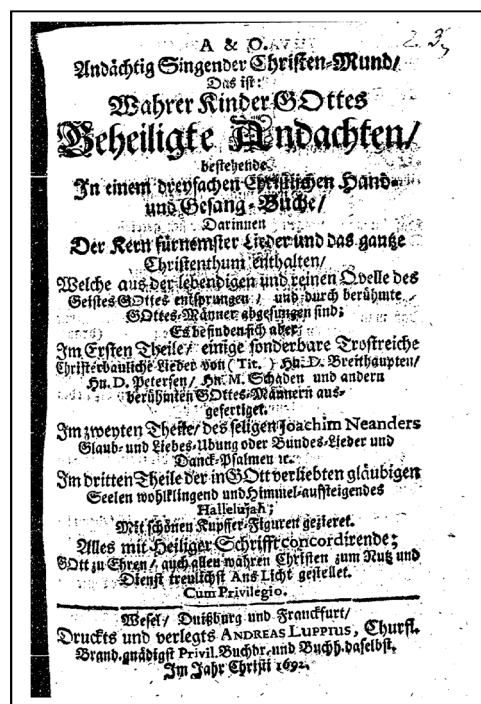 A & O.
2. 3,
Andächtig Singender Christen-Mund/
Das ist:
Wahrer Kinder GOttes
Geheiligte Andachten/
bestehende
In einem dreyfachen Christlichen Hand-
und Gesang-Buche/
Darinnen
Der Kern fürnemster Lieder und das gantze
Christenthum enthalten/
Welche aus der lebendigen und reinen Qvelle des
Geistes GOttes entsprungen / und durch berühmte
GOttes-Männer abgesungen sind;
Es befinden sich aber;
Im Ersten Theile/ einige sonderbare Trostreiche
Christerbauliche Lieder von (Tit.) Hn. D. Breithaupten/
Hn. D. Petersen/ Hn. M. Schaden und andern
berühmten GOttes-Männern aus-
gefertiget.
Im zweyten Theile/ des seligen Joachim Neanders
Glaub- und Liebes-Ubung oder Bundes-Lieder und
Danck-Psalmen ꝛc.
Im dritten Theile der in GOtt verliebten gläubigen
Seelen wohlklingend und Himmel-aufsteigendes
Hallelujah;
Mit schönen Kupffer-Figuren gezieret.
Alles mit Heiliger Schrifft concordirende;
GOtt zu Ehren/ auch allen wahren Christen zum Nutz und
Dienst treulichst Ans Licht gestellet.
Cum Privilegio.
Wesel/ Duißburg und Franckfurt/
Druckts und verlegts ANDREAS LUPPIUS, Churfl.
Brand. gnädigst Privil. Buchdr. und Buchh. daselbst.
Im Jahr Christi 1692.